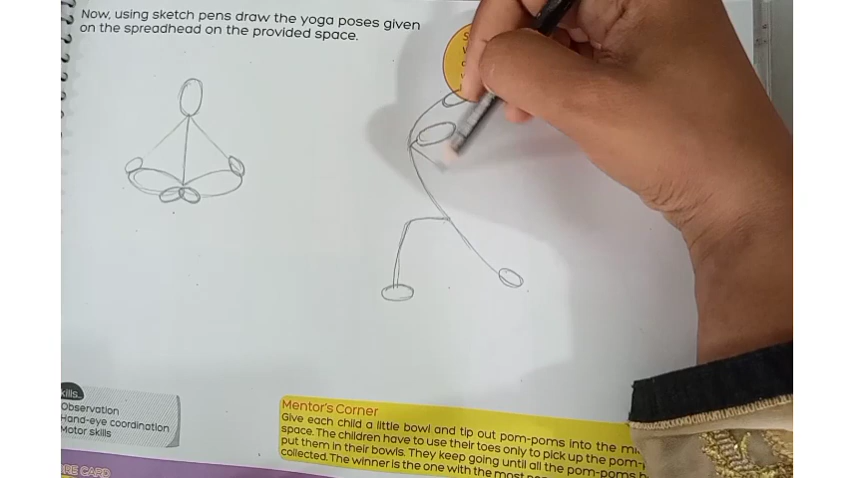 Now, using sketch pens draw the yoga poses given
on the spreadhead on the provided space.
Observation
Hand-eye coordination
Motor skills
Mentor's Corner
Give each child a little bowl and tip out pom-poms into the
space. The children have to use their toes only to pick up the pom-
put them in their bowls. They keep going until all the pom-poms
collected. The winner is the one with the most
CARD